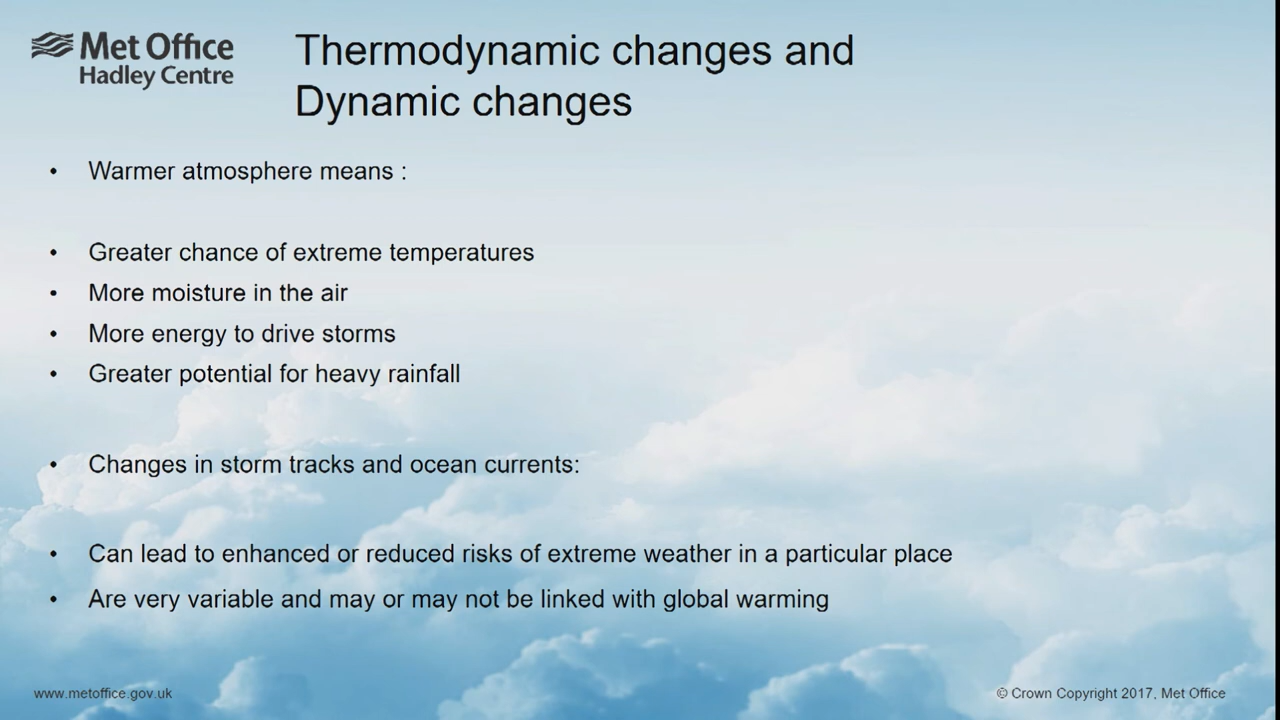 Met Office
Hadley Centre
Thermodynamic changes and
Dynamic changes
• Warmer atmosphere means :
• Greater chance of extreme temperatures
• More moisture in the air
• More energy to drive storms
• Greater potential for heavy rainfall
• Changes in storm tracks and ocean currents:
• Can lead to enhanced or reduced risks of extreme weather in a particular place
• Are very variable and may or may not be linked with global warming
www.metoffice.gov.uk
© Crown Copyright 2017, Met Office